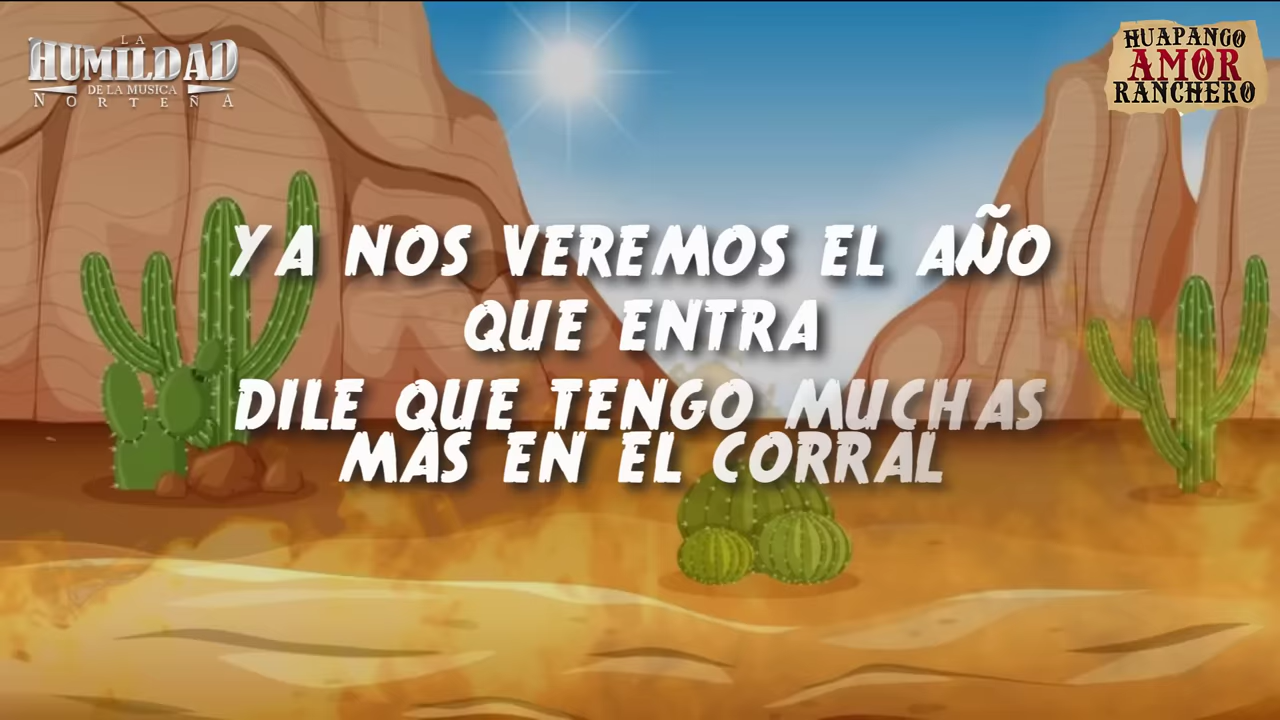 LA
HUMILDAD
DE LA MUSICA
NORTEÑA
HUAPANGO
AMOR
RANCHERO
YA NOS VEREMOS EL AÑO
QUE ENTRA
DILE QUE TENGO MUCHAS
MÁS EN EL CORRAL